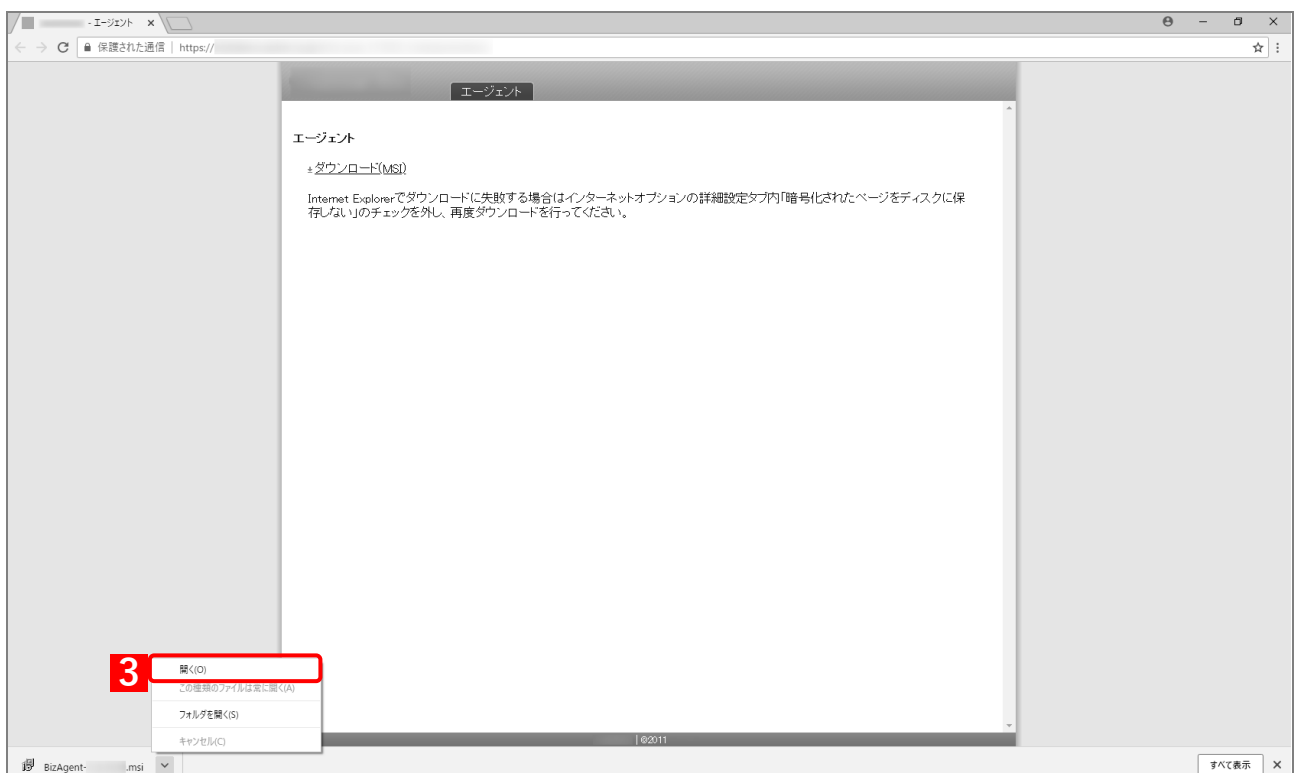 - エージェント
保護された通信 | https://
エージェント
エージェント
ダウンロード(MSI)
Internet Explorerでダウンロードに失敗する場合はインターネットオプションの詳細設定タブ内「暗号化されたページをディスクに保
存しない」のチェックを外し、再度ダウンロードを行ってください。
3
開く(O)
この種類のファイルは常に開く(A)
フォルダを開く(S)
キャンセル(C)
| ©2011
BizAgent- .msi
すべて表示